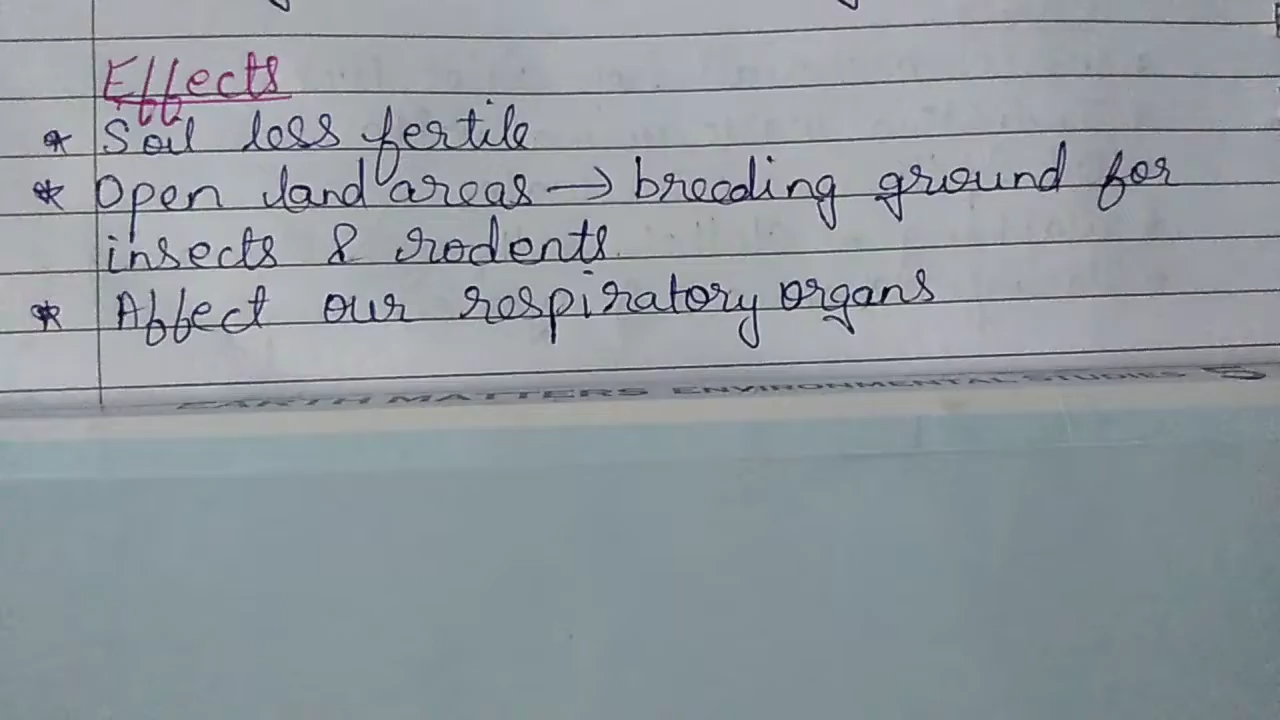 Effects
* Soil less fertile
* Open land areas → breeding ground for
insects & rodents.
* Affect our respiratory organs
EARTH MATTERS ENVIRONMENTAL STUDIES 5